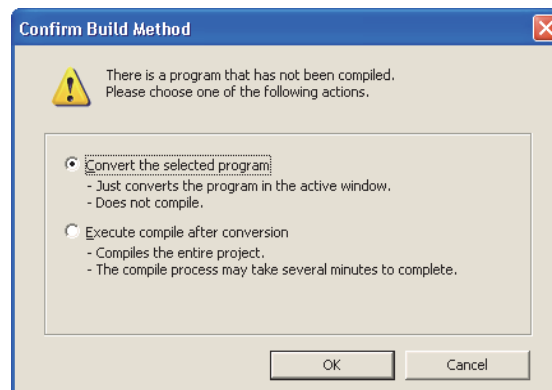 Confirm Build Method
There is a program that has not been compiled.
Please choose one of the following actions.
Convert the selected program
- Just converts the program in the active window.
- Does not compile.
Execute compile after conversion
- Compiles the entire project.
- The compile process may take several minutes to complete.
OK
Cancel